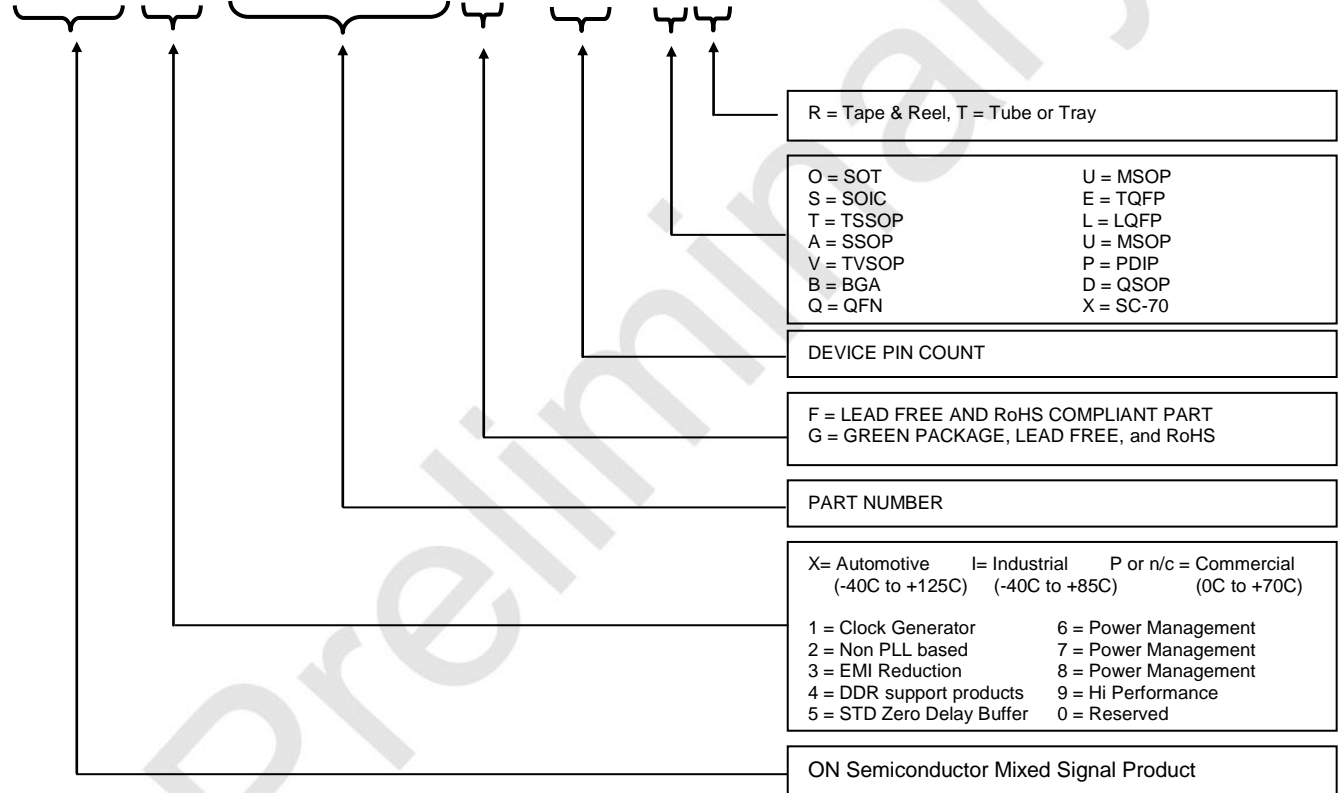 R = Tape & Reel, T = Tube or Tray
O = SOT U = MSOP
S = SOIC E = TQFP
T = TSSOP L = LQFP
A = SSOP U = MSOP
V = TVSOP P = PDIP
B = BGA D = QSOP
Q = QFN X = SC-70
DEVICE PIN COUNT
F = LEAD FREE AND RoHS COMPLIANT PART
G = GREEN PACKAGE, LEAD FREE, and RoHS
PART NUMBER
X= Automotive I= Industrial P or n/c = Commercial
(-40C to +125C) (-40C to +85C) (0C to +70C)
1 = Clock Generator 6 = Power Management
2 = Non PLL based 7 = Power Management
3 = EMI Reduction 8 = Power Management
4 = DDR support products 9 = Hi Performance
5 = STD Zero Delay Buffer 0 = Reserved
ON Semiconductor Mixed Signal Product
Preliminary